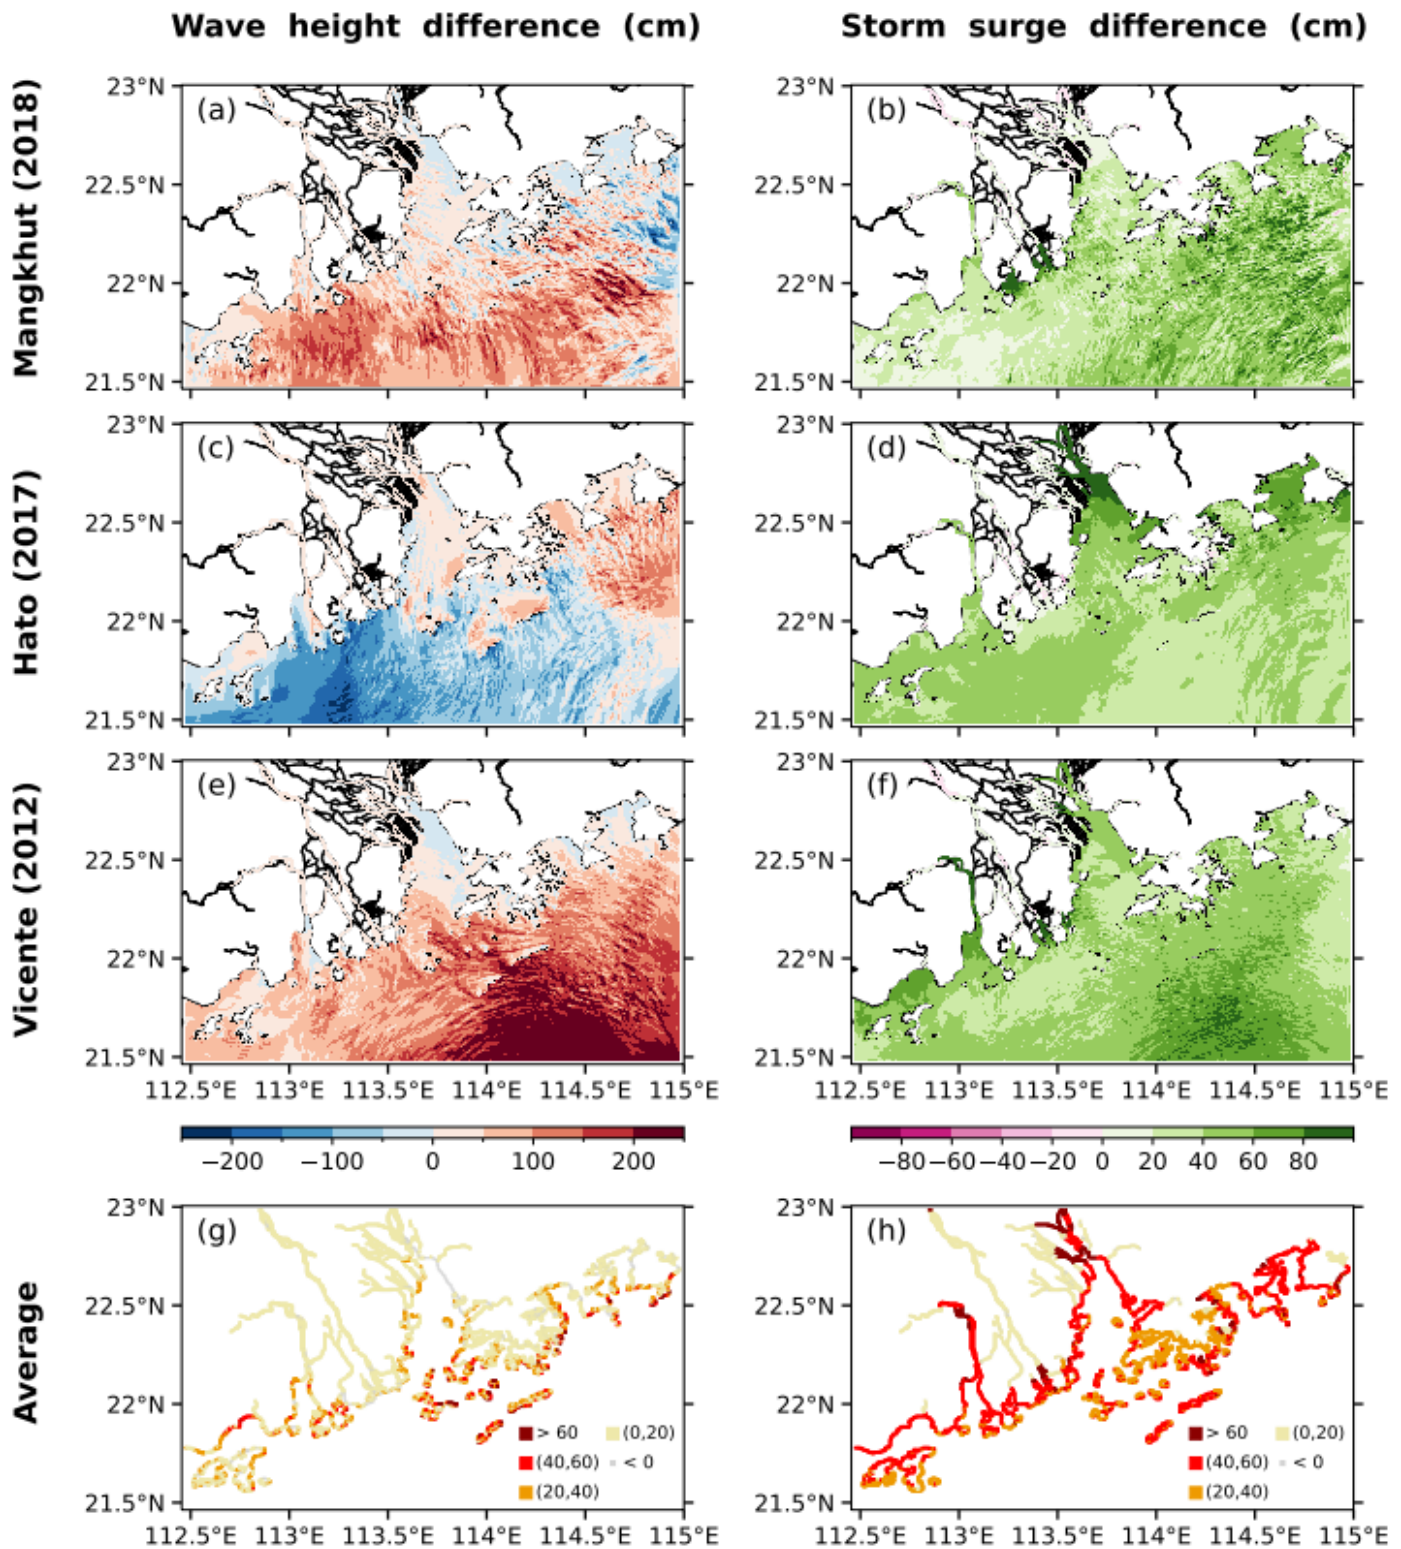 Wave height difference (cm) Storm surge difference (cm)
Mangkhut (2018)
23°N (a) 23°N (b)
22.5°N 22.5°N
22°N 22°N
21.5°N 21.5°N
Hato (2017)
23°N (c) 23°N (d)
22.5°N 22.5°N
22°N 22°N
21.5°N 21.5°N
Vicente (2012)
23°N (e) 23°N (f)
22.5°N 22.5°N
22°N 22°N
21.5°N 21.5°N
112.5°E 113°E 113.5°E 114°E 114.5°E 115°E 112.5°E 113°E 113.5°E 114°E 114.5°E 115°E
−200 −100 0 100 200 −80 −60 −40 −20 0 20 40 60 80
Average
23°N (g) 23°N (h)
22.5°N 22.5°N
22°N 22°N
> 60 (0,20) > 60 (0,20)
(40,60) < 0 (40,60) < 0
(20,40) (20,40)
21.5°N 21.5°N
112.5°E 113°E 113.5°E 114°E 114.5°E 115°E 112.5°E 113°E 113.5°E 114°E 114.5°E 115°E